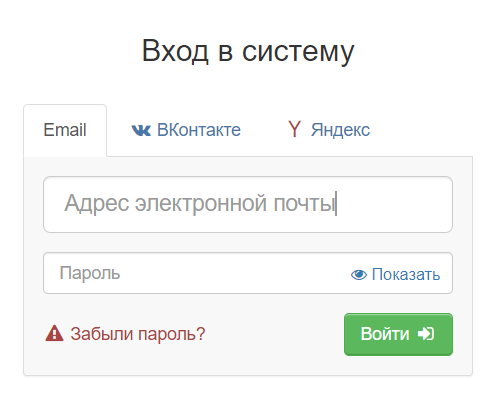 Вход в систему
Email ВКонтакте Яндекс
Адрес электронной почты
Пароль Показать
Забыли пароль? Войти